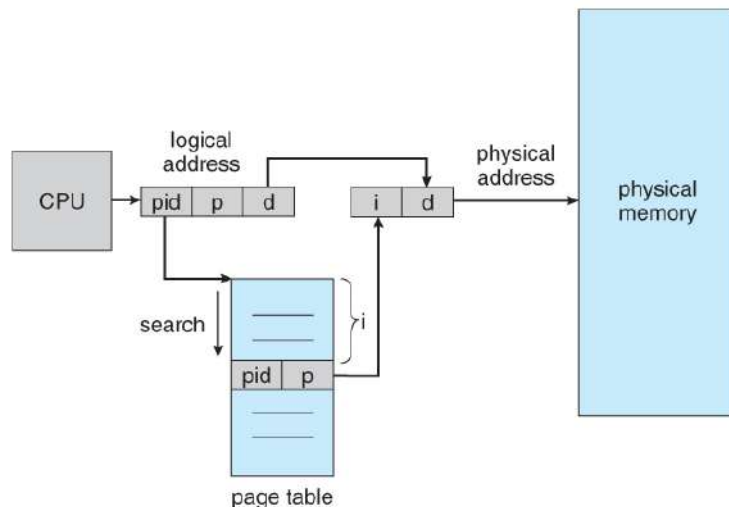 logical
address
physical
address
CPU
pid p d
i d
physical
memory
search
i
pid p
page table